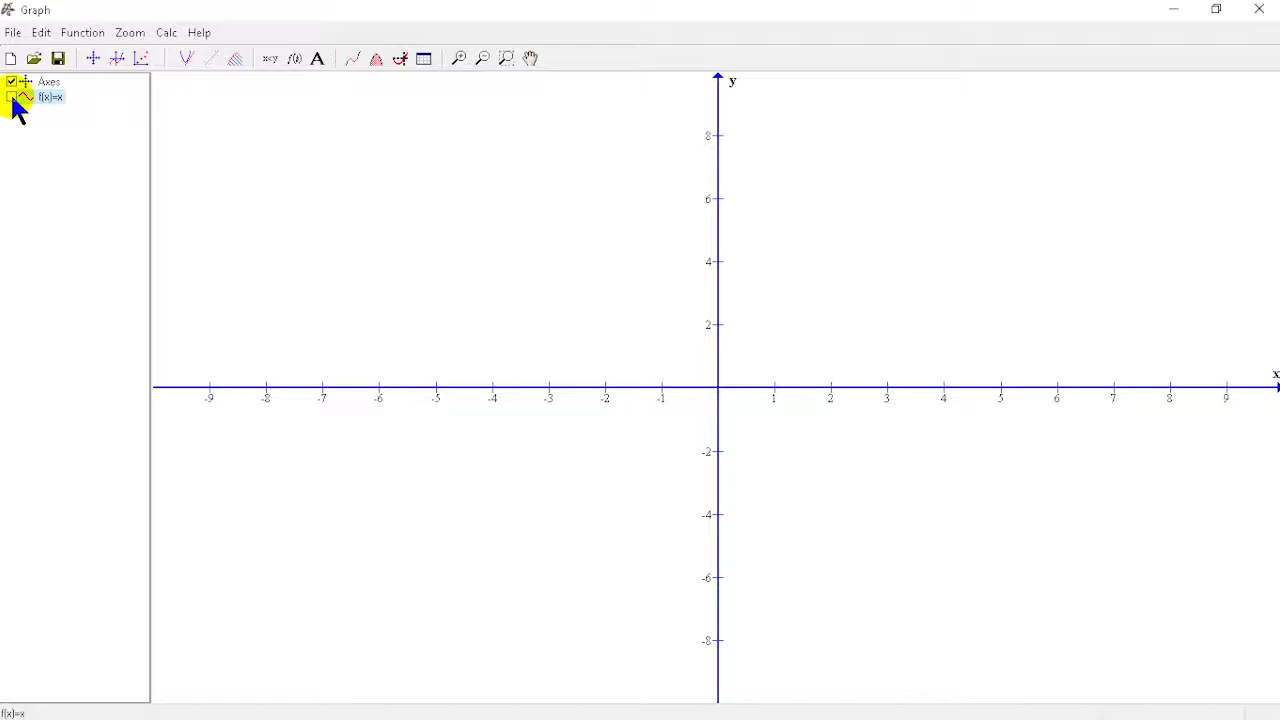 Graph
File Edit Function Zoom Calc Help
x=y f(x) A
Axes
f(x)=x
y
8
6
4
2
x
-9 -8 -7 -6 -5 -4 -3 -2 -1 0 1 2 3 4 5 6 7 8 9
-2
-4
-6
-8
f(x)=x